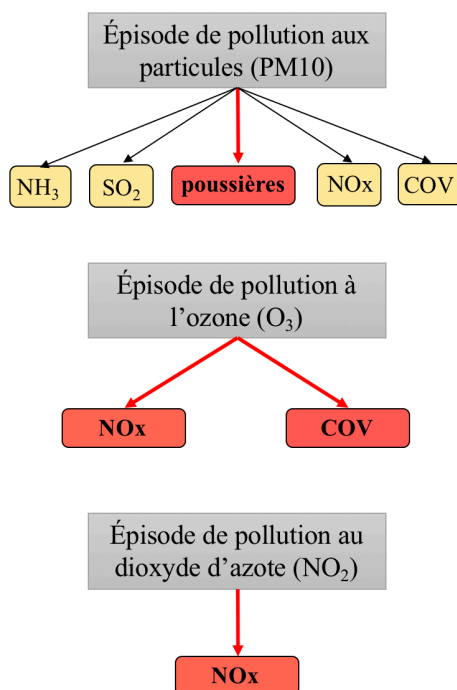 Épisode de pollution aux
particules (PM10)
NH₃ SO₂ poussières NOx COV
Épisode de pollution à
l’ozone (O₃)
NOx COV
Épisode de pollution au
dioxyde d’azote (NO₂)
NOx